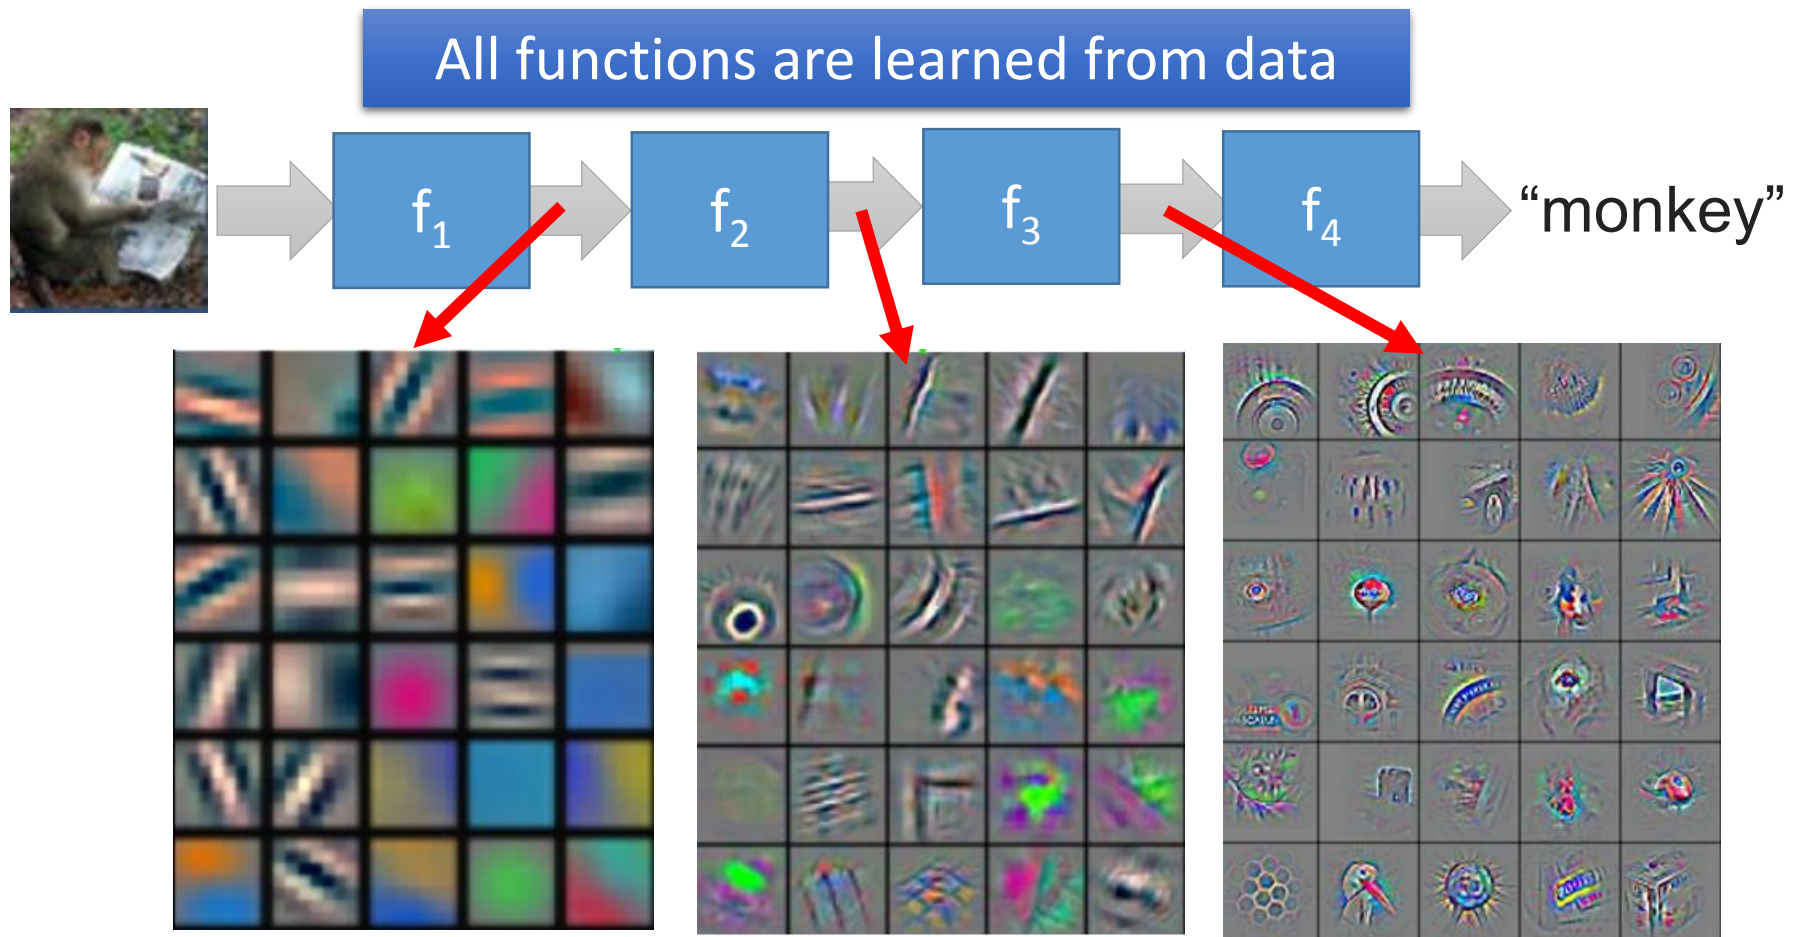 All functions are learned from data
f1 f2 f3 f4 “monkey”